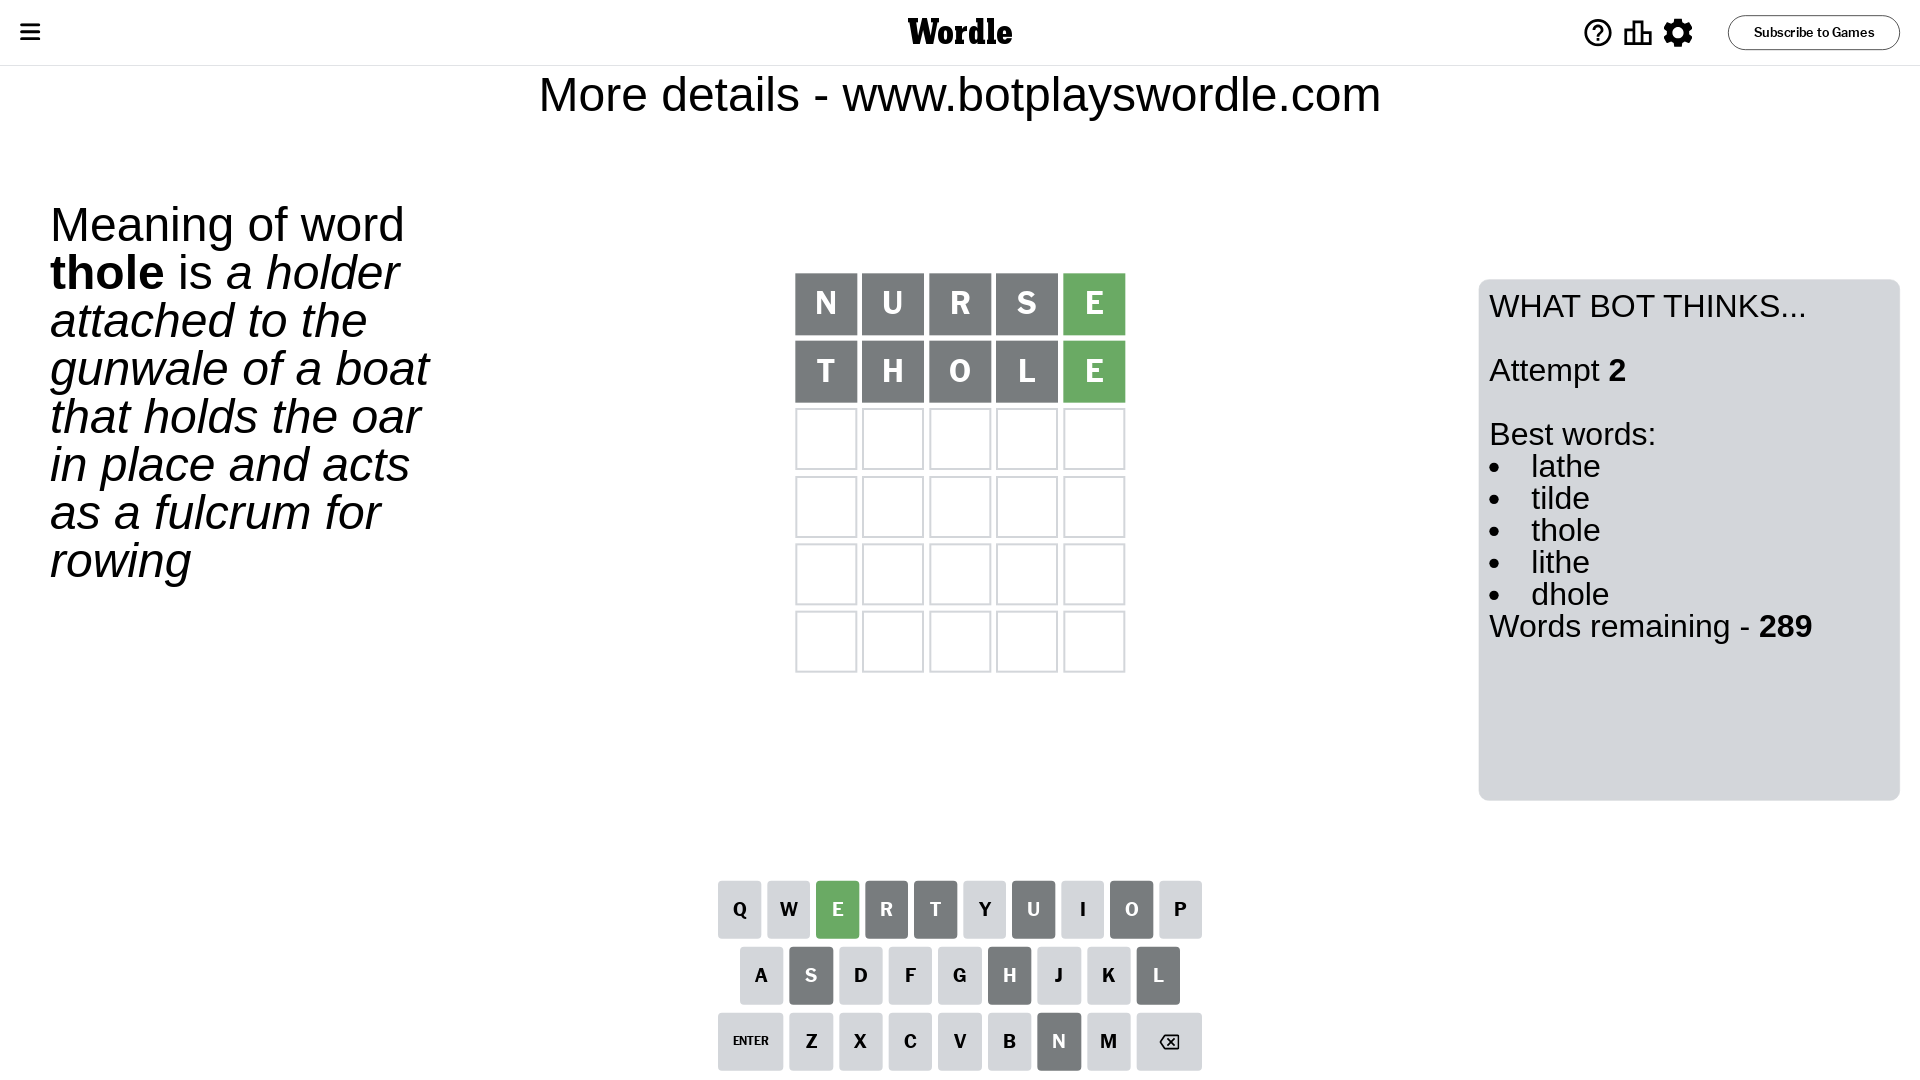 Wordle
Subscribe to Games
More details - www.botplayswordle.com
Meaning of word
thole is a holder
attached to the
gunwale of a boat
that holds the oar
in place and acts
as a fulcrum for
rowing
N U R S E
T H O L E
WHAT BOT THINKS...
Attempt 2
Best words:
• lathe
• tilde
• thole
• lithe
• dhole
Words remaining - 289
Q W E R T Y U I O P
A S D F G H J K L
ENTER Z X C V B N M